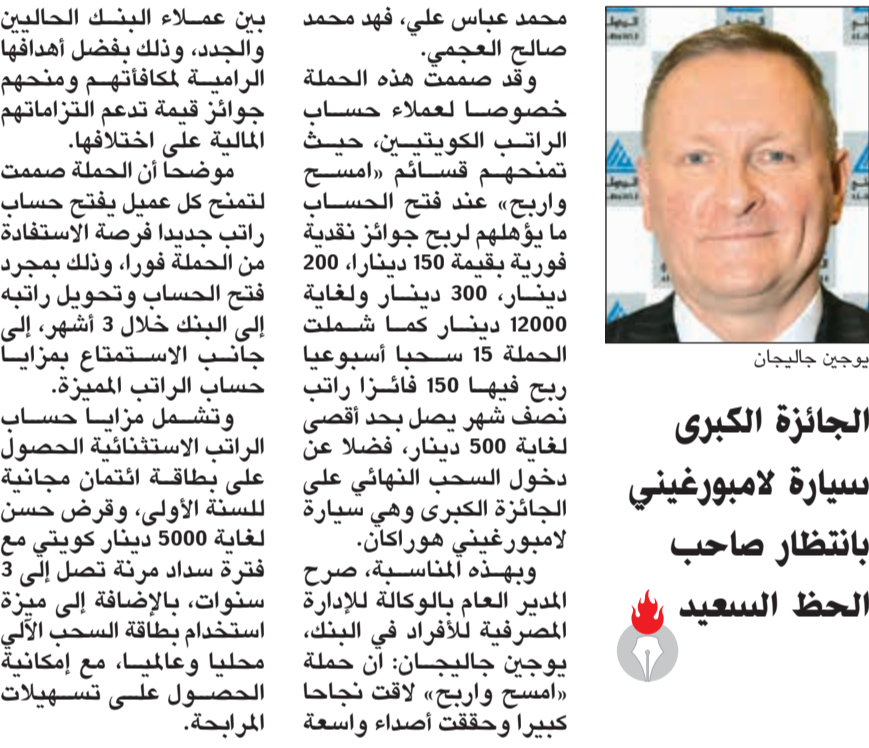 يوجين جاليجان
الجائزة الكبرى
سيارة لامبورغيني
بانتظار صاحب
الحظ السعيد
محمد عباس علي، فهد محمد
صالح العجمي.
وقد صممت هذه الحملة
خصوصا لعملاء حساب
الراتب الكويتيين، حيث
تمنحهم قسائم «امسح
واربح» عند فتح الحساب
ما يؤهلهم لربح جوائز نقدية
فورية بقيمة 150 دينارا، 200
دينار، 300 دينار ولغاية
12000 دينار كما شملت
الحملة 15 سحبا أسبوعيا
ربح فيها 150 فائزا راتب
نصف شهر يصل بحد أقصى
لغاية 500 دينار، فضلا عن
دخول السحب النهائي على
الجائزة الكبرى وهي سيارة
لامبورغيني هوراكان.
وبهذه المناسبة، صرح
المدير العام بالوكالة للإدارة
المصرفية للأفراد في البنك،
يوجين جاليجان: ان حملة
«امسح واربح» لاقت نجاحا
كبيرا وحققت أصداء واسعة
بين عملاء البنك الحاليين
والجدد، وذلك بفضل أهدافها
الرامية لمكافأتهم ومنحهم
جوائز قيمة تدعم التزاماتهم
المالية على اختلافها.
موضحا أن الحملة صممت
لتمنح كل عميل يفتح حساب
راتب جديدا فرصة الاستفادة
من الحملة فورا، وذلك بمجرد
فتح الحساب وتحويل راتبه
إلى البنك خلال 3 أشهر، إلى
جانب الاستمتاع بمزايا
حساب الراتب المميزة.
وتشمل مزايا حساب
الراتب الاستثنائية الحصول
على بطاقة ائتمان مجانية
للسنة الأولى، وقرض حسن
لغاية 5000 دينار كويتي مع
فترة سداد مرنة تصل إلى 3
سنوات، بالإضافة إلى ميزة
استخدام بطاقة السحب الآلي
محليا وعالميا، مع إمكانية
الحصول على تسهيلات
المرابحة.